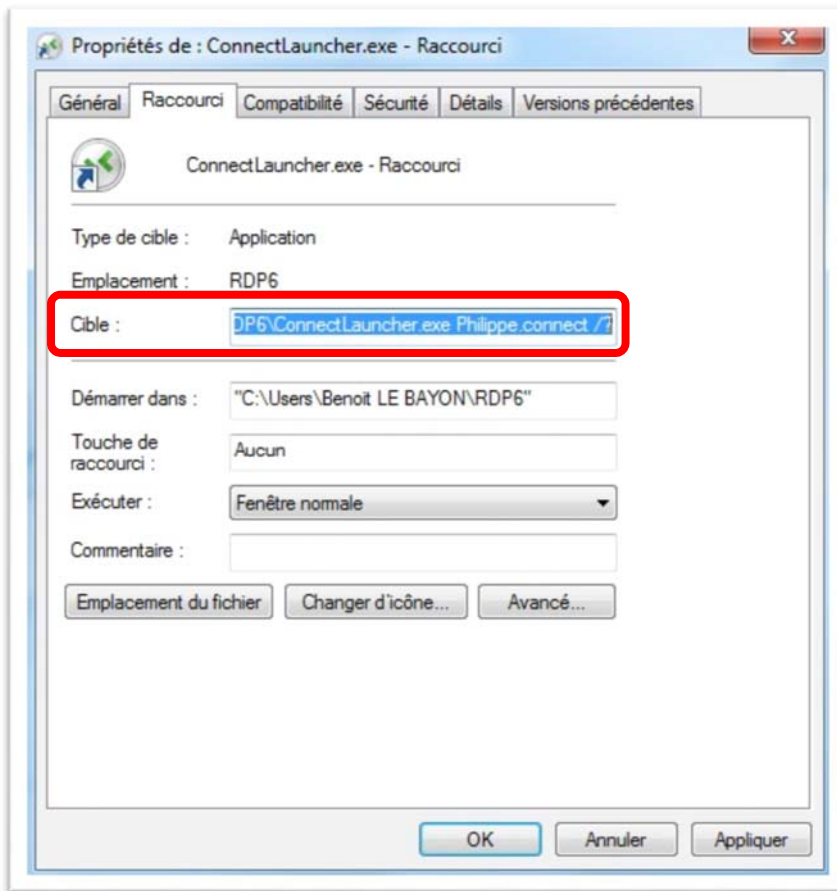 Propriétés de : ConnectLauncher.exe - Raccourci
Général Raccourci Compatibilité Sécurité Détails Versions précédentes
ConnectLauncher.exe - Raccourci
Type de cible : Application
Emplacement : RDP6
Cible : DP6\ConnectLauncher.exe Philippe.connect /?
Démarrer dans : "C:\Users\Benoit LE BAYON\RDP6"
Touche de
raccourci : Aucun
Exécuter : Fenêtre normale
Commentaire :
Emplacement du fichier Changer d'icône... Avancé...
OK Annuler Appliquer